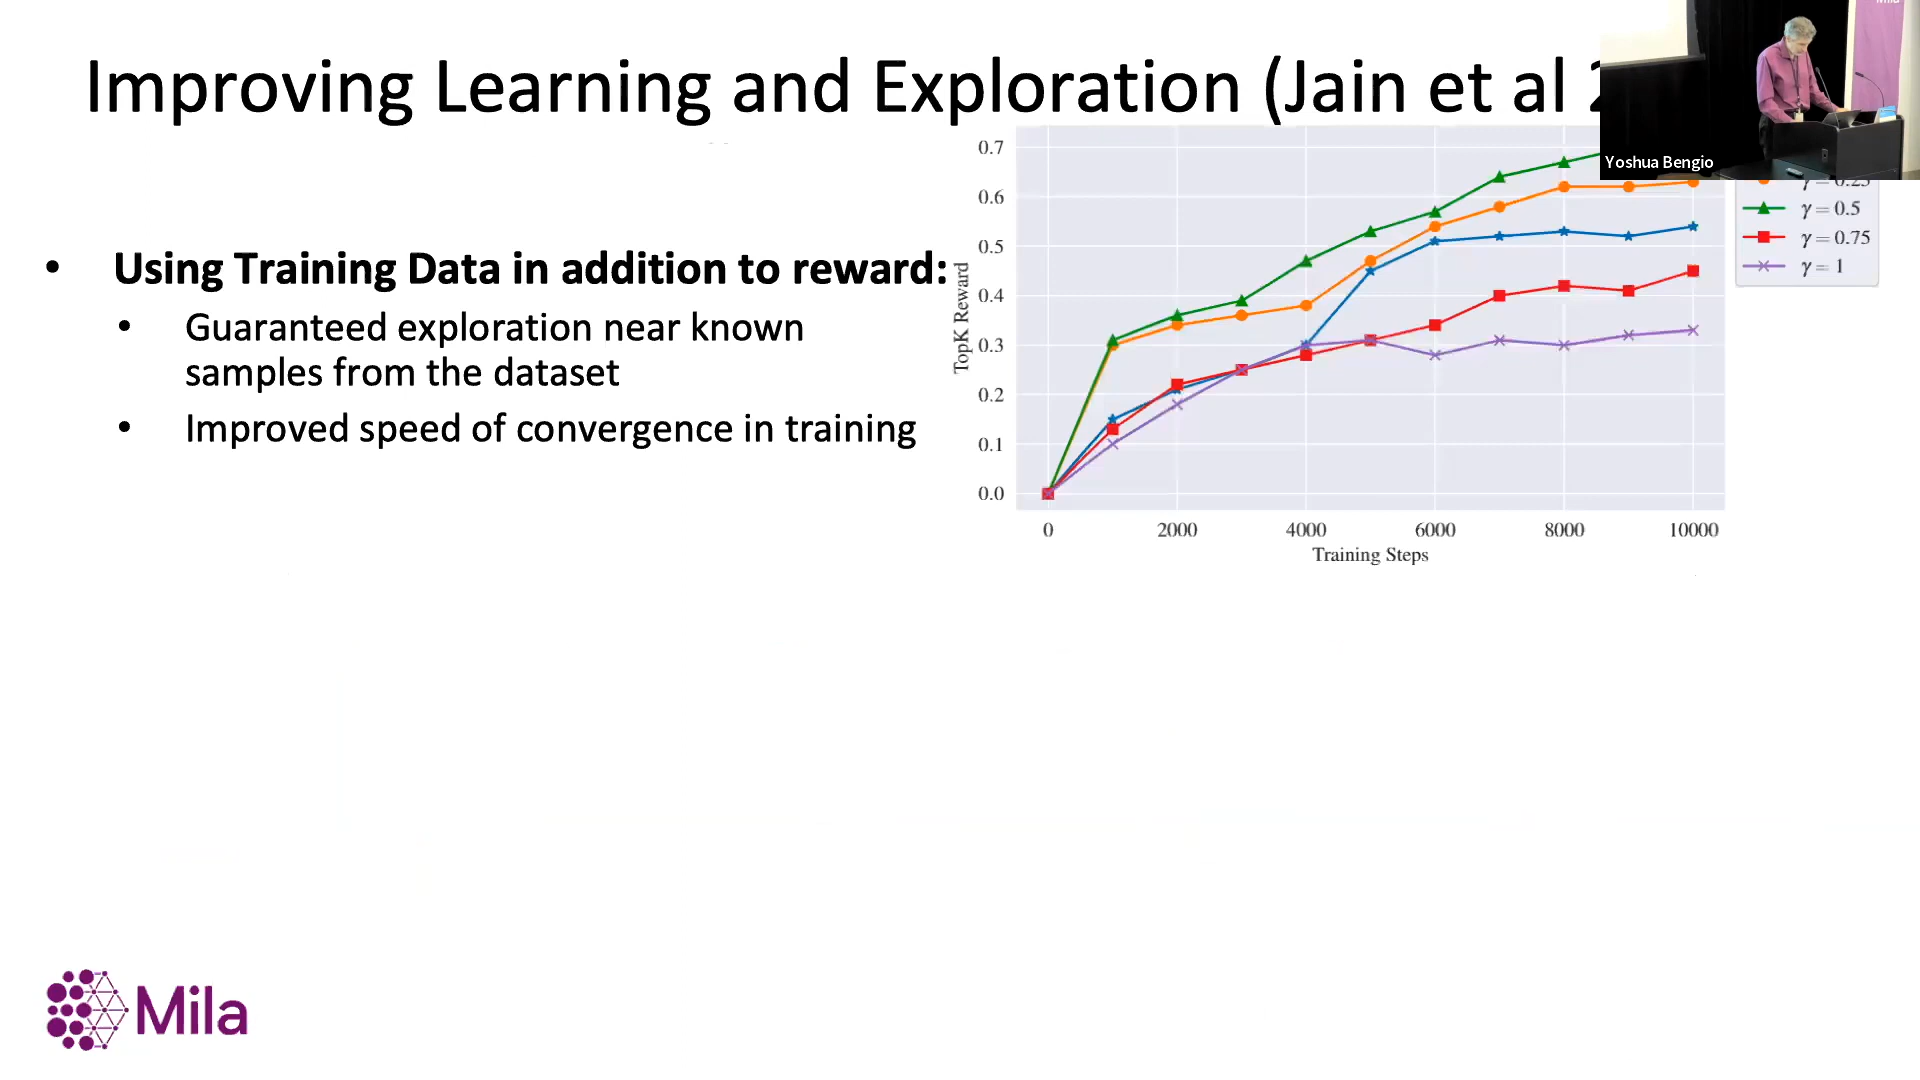 Improving Learning and Exploration (Jain et al
Yoshua Bengio
• Using Training Data in addition to reward:
• Guaranteed exploration near known
samples from the dataset
• Improved speed of convergence in training
0.7
0.6
0.5
0.4
0.3
0.2
0.1
0.0
TopK Reward
0
2000
4000
6000
8000
10000
Training Steps
γ = 0.25
γ = 0.5
γ = 0.75
γ = 1
Mila